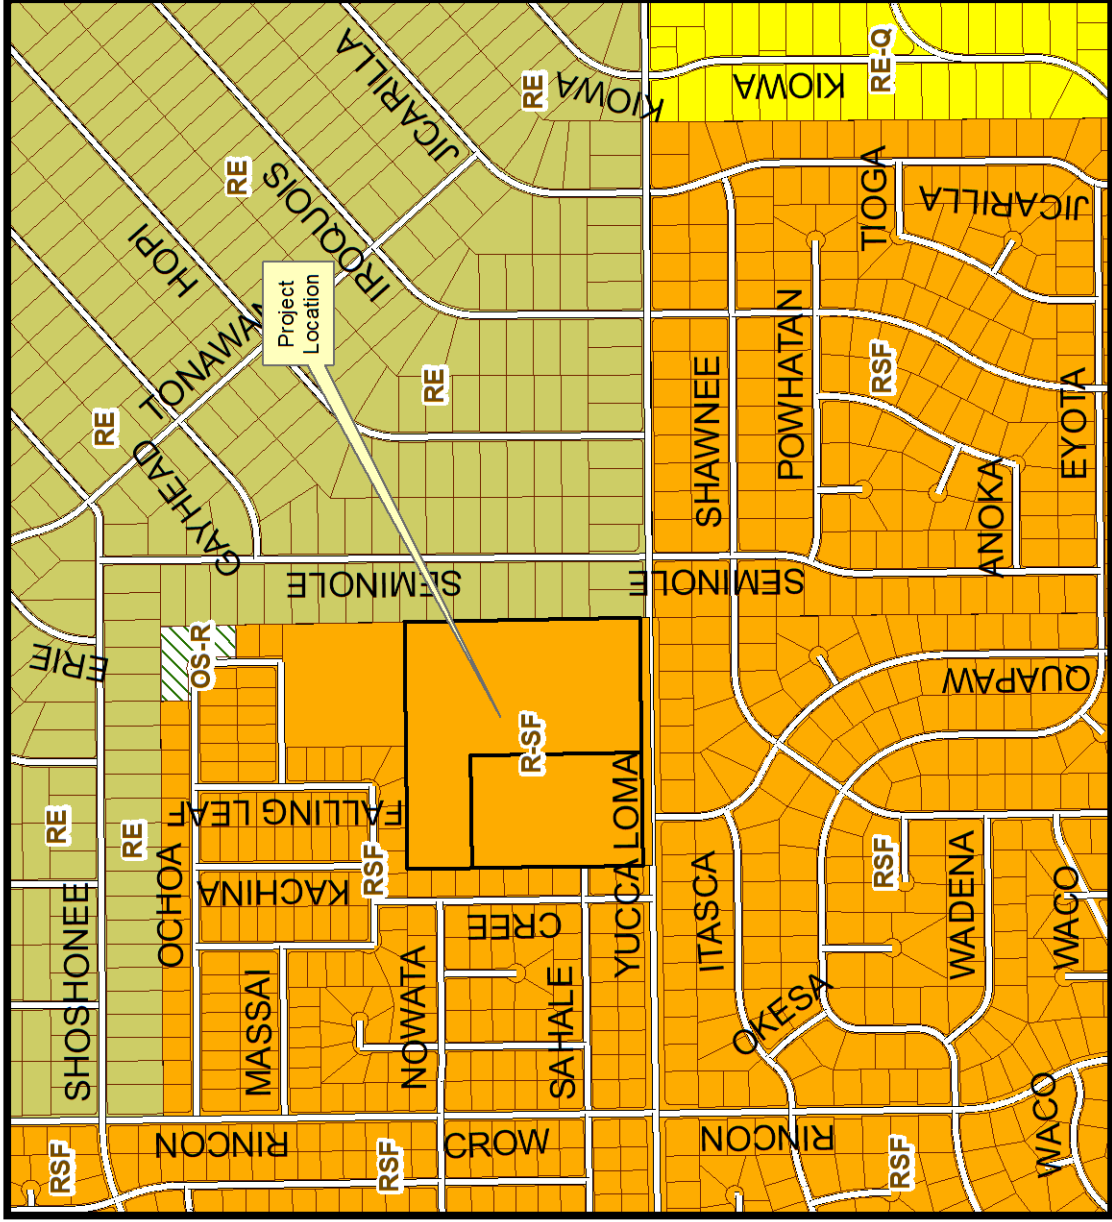 JICARILLA
RE
KIOWA
KIOWA
RE-Q
RE
HOPI
IROQUOIS
TIOGA
JICARILLA
Project
Location
TONAWAN
RE
RE
GAYHEAD
SHAWNEE
POWHATAN
RSF
EYOTA
ANOKA
SEMINOLE
SEMINOLE
ERIE
OS-R
QUAPAW
R-SF
RE
RE
FALLING LEAF
YUCCA LOMA
OCHOA
KACHINA
RSF
CREE
ITASCA
RSF
WADENA
WACO
SHOSHONEE
MASSAI
NOWATA
SAHALE
OKESA
RSF
RINCON
RSF
CROW
RINCON
RSF
WACO